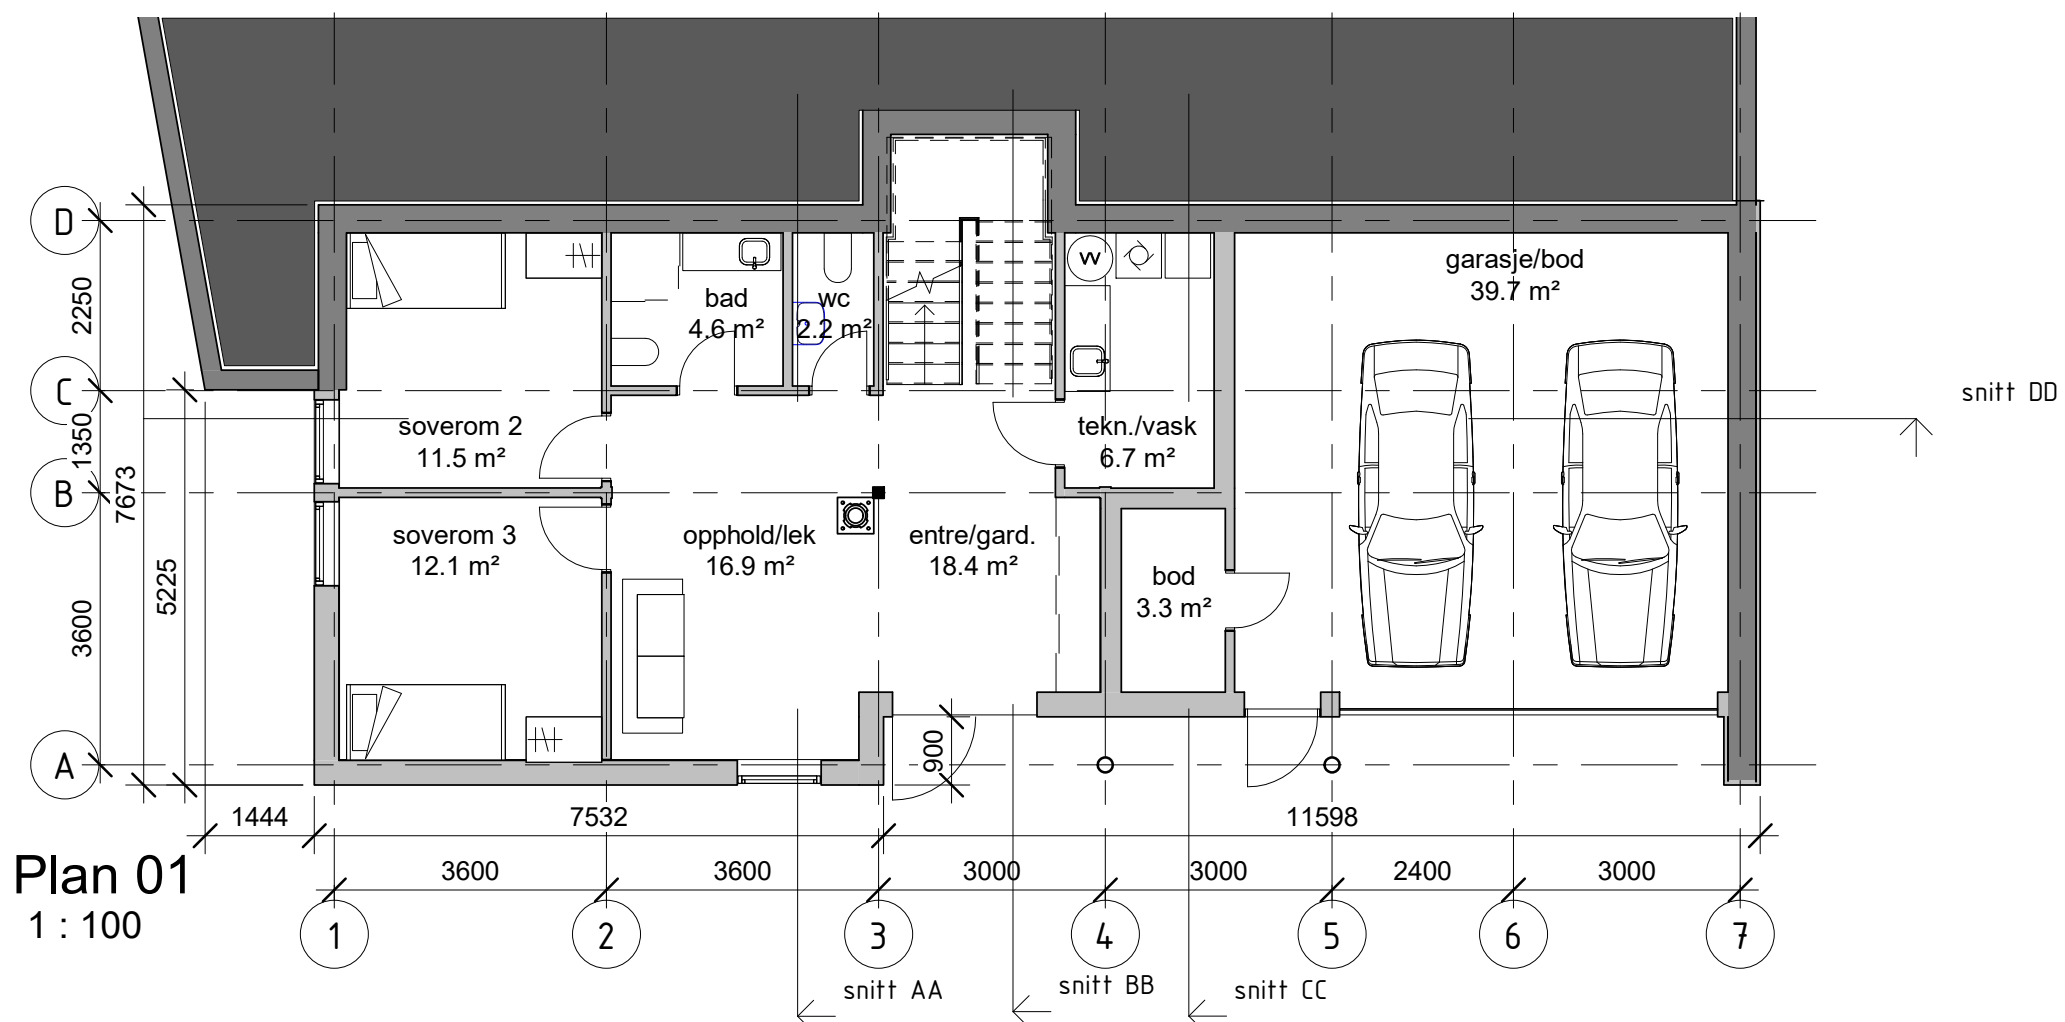 garasje/bod
39.7 m²
D
W
bad
4.6 m²
wc
2.2 m²
2250
C
snitt DD
soverom 2
11.5 m²
tekn./vask
6.7 m²
1350
B
7673
soverom 3
12.1 m²
opphold/lek
16.9 m²
entre/gard.
18.4 m²
bod
3.3 m²
5225
3600
A
900
1444
7532
11598
Plan 01
1 : 100
3600
3600
3000
3000
2400
3000
1
2
3
4
5
6
7
snitt AA
snitt BB
snitt CC